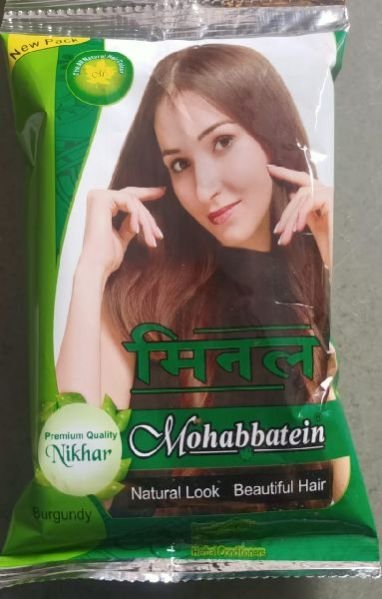 New Pack
मितल
Premium Quality
Nikhar
Mohabbatein
Natural Look Beautiful Hair
Burgundy
Herbal Conditioners